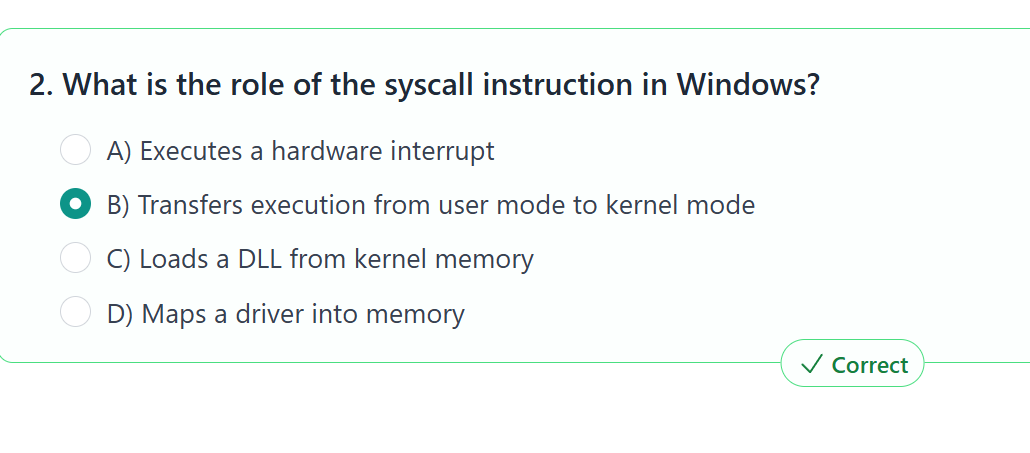 2. What is the role of the syscall instruction in Windows?
A) Executes a hardware interrupt
B) Transfers execution from user mode to kernel mode
C) Loads a DLL from kernel memory
D) Maps a driver into memory
✓ Correct